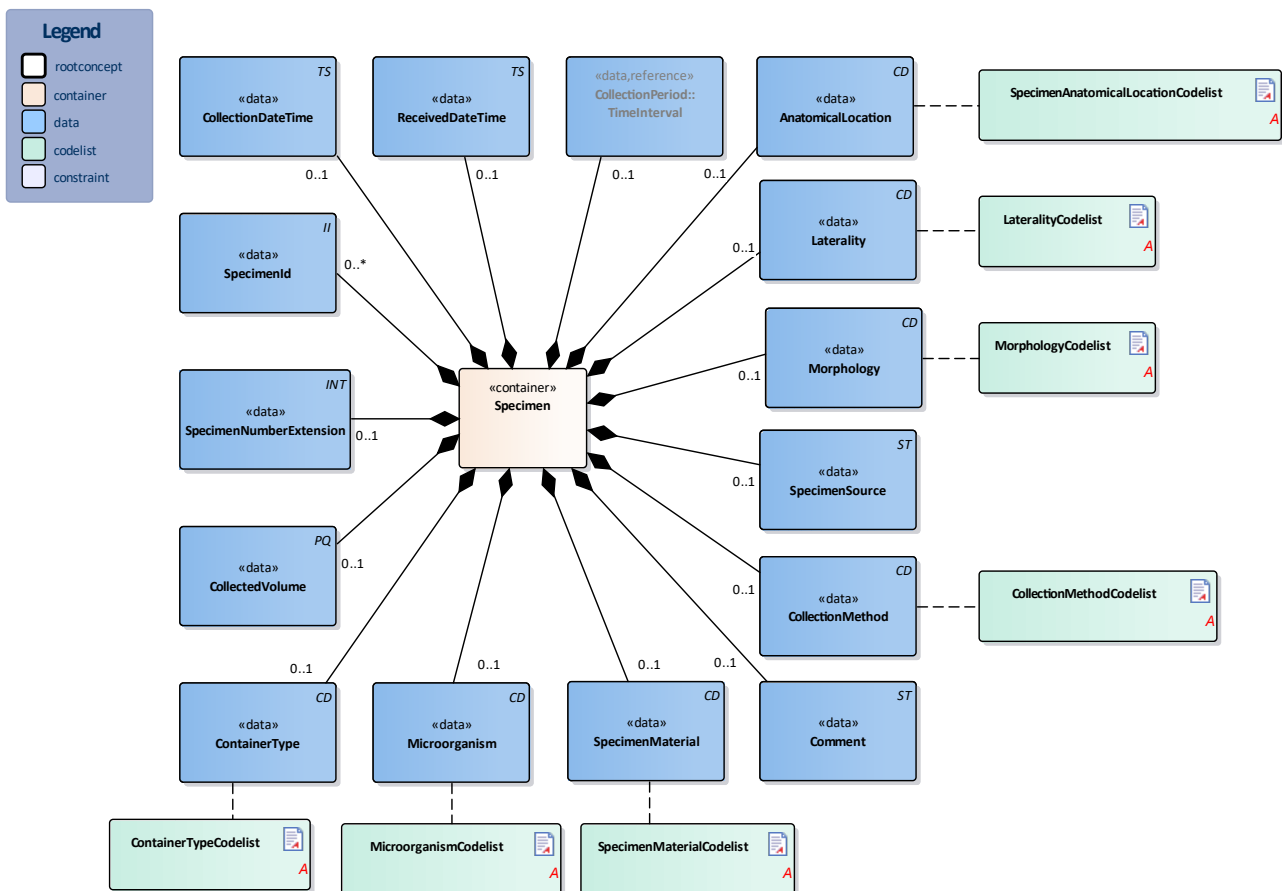 Legend
rootconcept
container
data
codelist
constraint
TS
«data»
CollectionDateTime
0..1
TS
«data»
ReceivedDateTime
0..1
«data,reference»
CollectionPeriod::
TimeInterval
0..1
CD
«data»
AnatomicalLocation
0..1
SpecimenAnatomicalLocationCodelist
A
II
«data»
SpecimenId
0..*
CD
«data»
Laterality
0..1
LateralityCodelist
A
CD
«data»
Morphology
0..1
MorphologyCodelist
A
«container»
Specimen
INT
«data»
SpecimenNumberExtension
0..1
ST
«data»
SpecimenSource
0..1
PQ
«data»
CollectedVolume
0..1
CD
«data»
CollectionMethod
0..1
CollectionMethodCodelist
A
0..1
CD
«data»
ContainerType
0..1
CD
«data»
Microorganism
0..1
CD
«data»
SpecimenMaterial
0..1
ST
«data»
Comment
ContainerTypeCodelist
A
MicroorganismCodelist
A
SpecimenMaterialCodelist
A